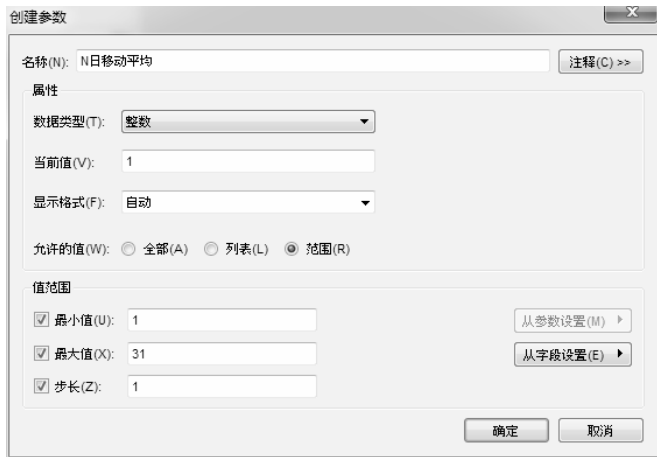 创建参数
名称(N): N日移动平均 注释(C) >>
属性
数据类型(T): 整数
当前值(V): 1
显示格式(F): 自动
允许的值(W): 全部(A) 列表(L) 范围(R)
值范围
最小值(U): 1 从参数设置(M)
最大值(X): 31 从字段设置(E)
步长(Z): 1
确定 取消